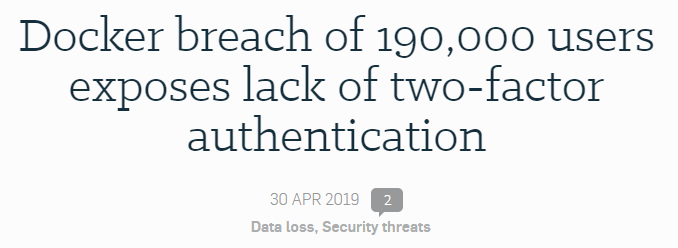 Docker breach of 190,000 users
exposes lack of two-factor
authentication
30 APR 2019 2
Data loss, Security threats